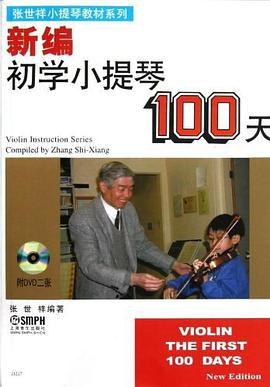 张世祥小提琴教材系列
新编
初学小提琴
100天
Violin Instruction Series
Compiled by Zhang Shi-Xiang
附DVD二张
张世祥编著
SMPH
上海音乐出版社
VIOLIN
THE FIRST
100 DAYS
New Edition